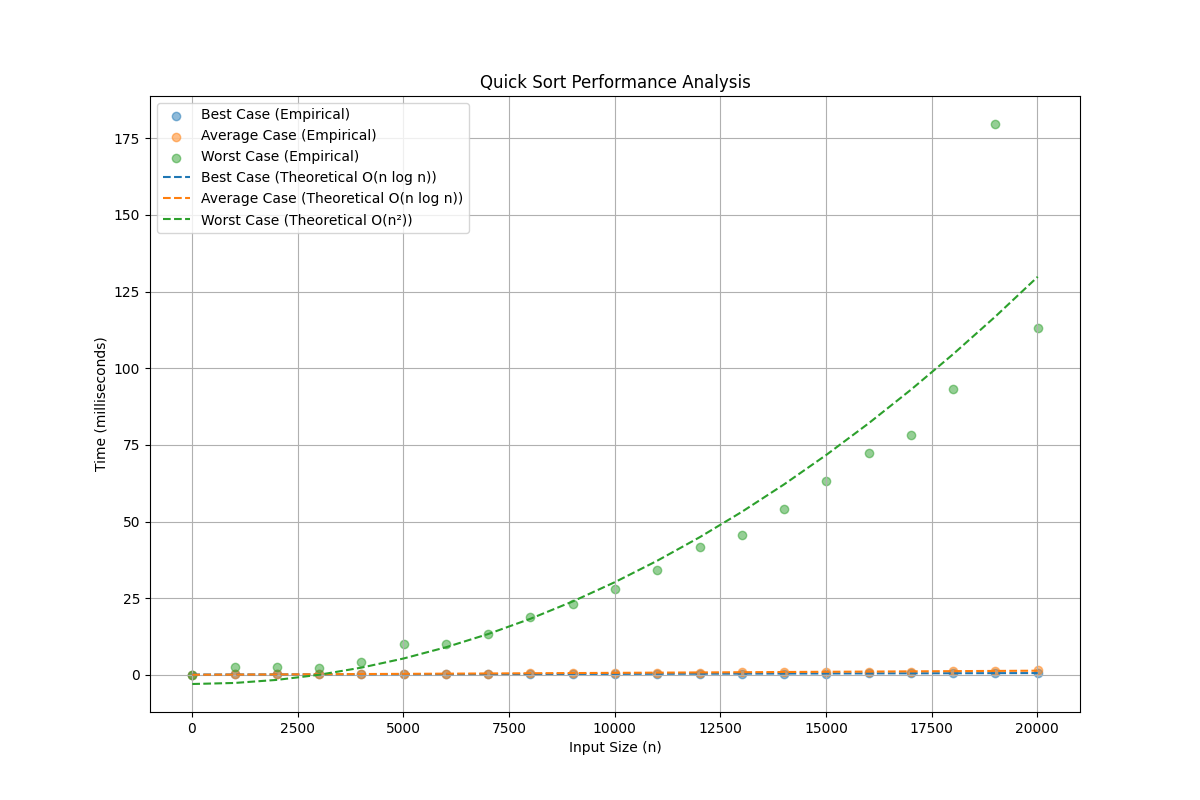 Quick Sort Performance Analysis
Best Case (Empirical)
Average Case (Empirical)
Worst Case (Empirical)
Best Case (Theoretical O(n log n))
Average Case (Theoretical O(n log n))
Worst Case (Theoretical O(n²))
175
150
125
100
75
50
25
0
Time (milliseconds)
0 2500 5000 7500 10000 12500 15000 17500 20000
Input Size (n)